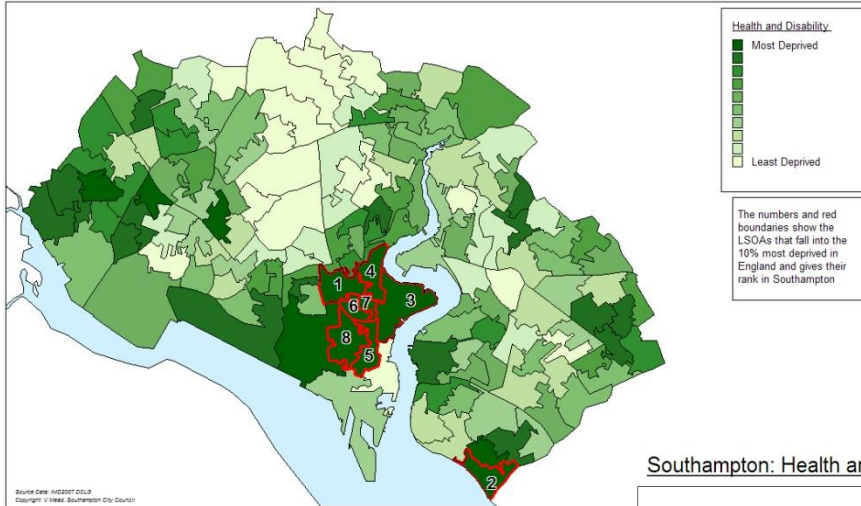 Health and Disability
Most Deprived
Least Deprived
The numbers and red
boundaries show the
LSOAs that fall into the
10% most deprived in
England and gives their
rank in Southampton
4
1
3
6 7
8
5
2
Southampton: Health
Source Data: IMD2007 DCLG
Copyright: V Mead, Southampton City Council